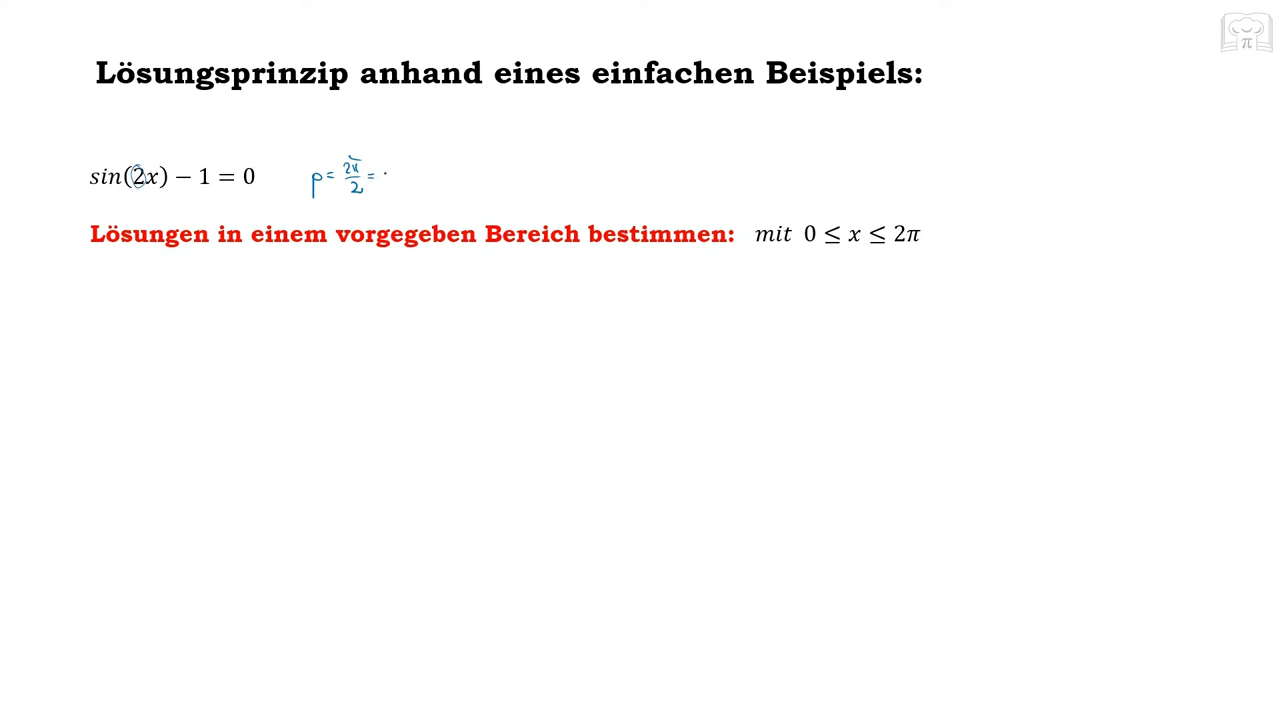 Lösungsprinzip anhand eines einfachen Beispiels:
sin(2x) − 1 = 0 p = 2π/2 =
Lösungen in einem vorgegeben Bereich bestimmen: mit 0 ≤ x ≤ 2π
π